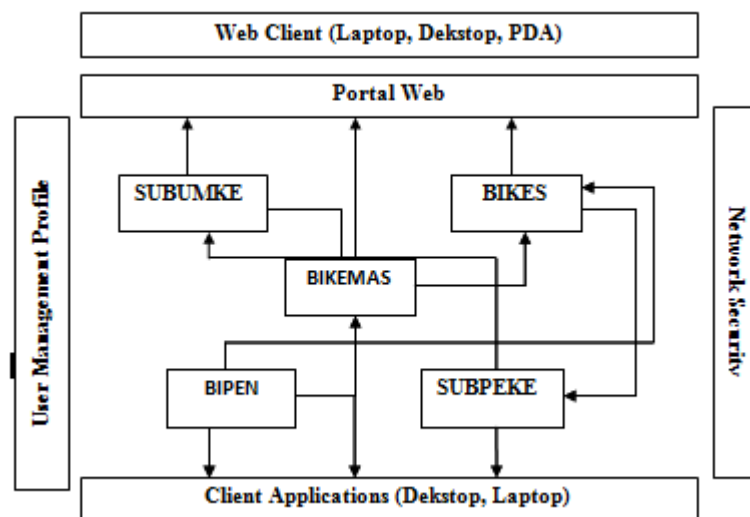 Web Client (Laptop, Dekstop, PDA)
Portal Web
User Management Profile
SUBUMKE
BIKES
BIKEMAS
BIPEN
SUBPEKE
Network Security
Client Applications (Dekstop, Laptop)